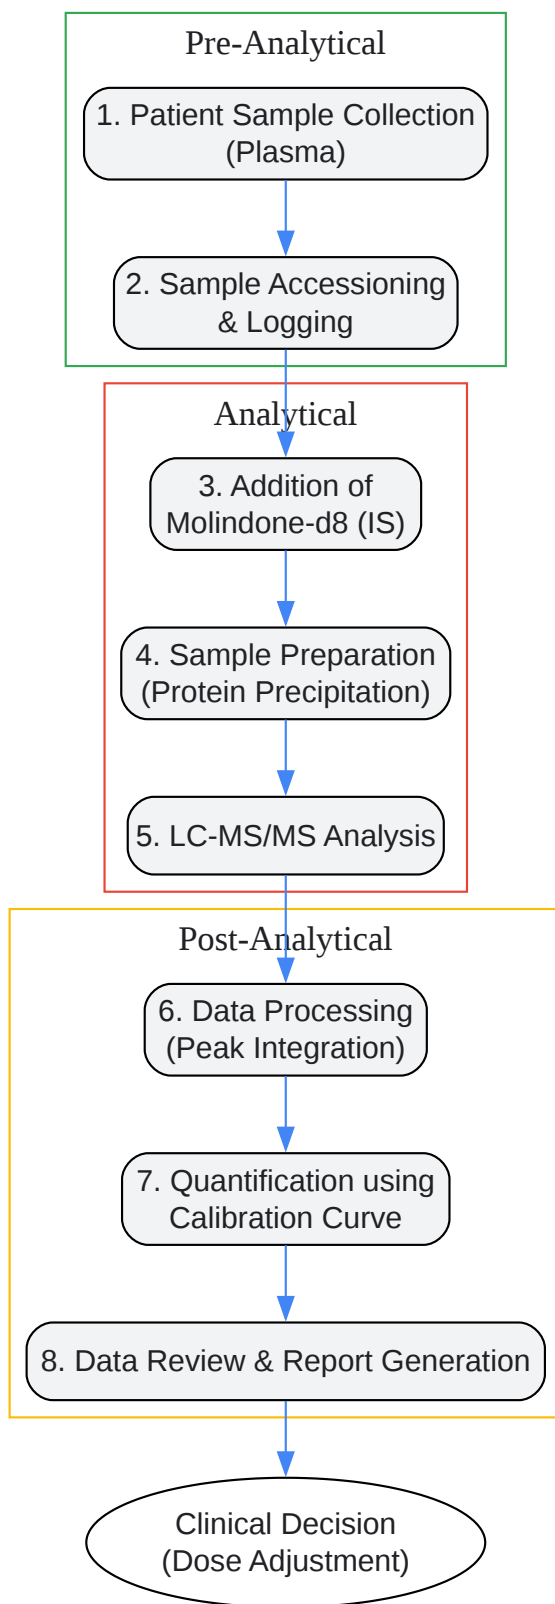 Pre-Analytical
1. Patient Sample Collection
(Plasma)
2. Sample Accessioning
& Logging
Analytical
3. Addition of
Molindone-d8 (IS)
4. Sample Preparation
(Protein Precipitation)
5. LC-MS/MS Analysis
Post-Analytical
6. Data Processing
(Peak Integration)
7. Quantification using
Calibration Curve
8. Data Review & Report Generation
Clinical Decision
(Dose Adjustment)